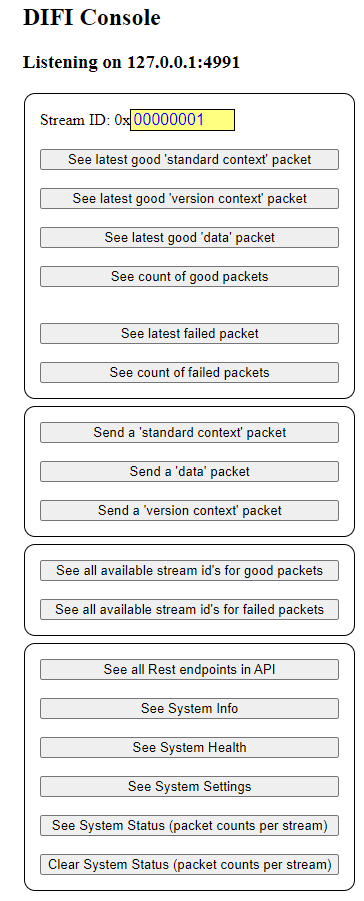 DIFI Console
Listening on 127.0.0.1:4991
Stream ID: 0x00000001
See latest good 'standard context' packet
See latest good 'version context' packet
See latest good 'data' packet
See count of good packets
See latest failed packet
See count of failed packets
Send a 'standard context' packet
Send a 'data' packet
Send a 'version context' packet
See all available stream id's for good packets
See all available stream id's for failed packets
See all Rest endpoints in API
See System Info
See System Health
See System Settings
See System Status (packet counts per stream)
Clear System Status (packet counts per stream)